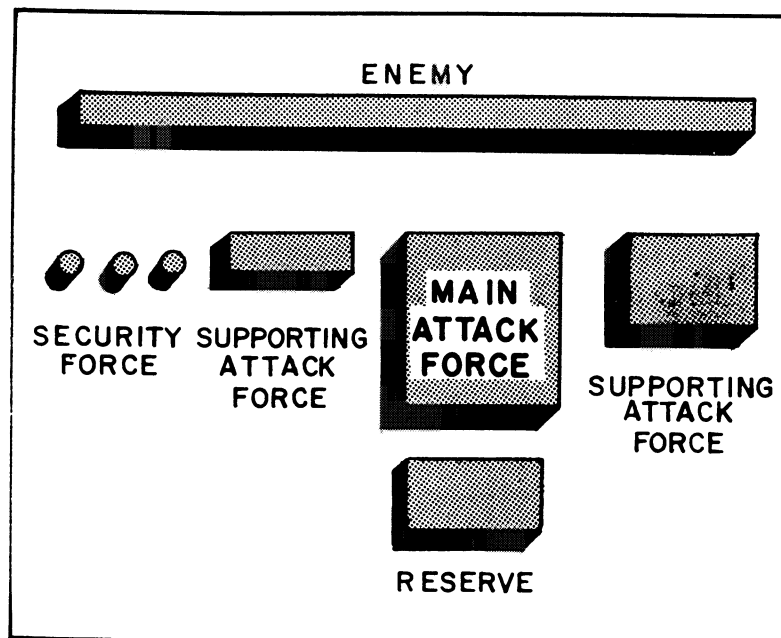 ENEMY
SECURITY
FORCE
SUPPORTING
ATTACK
FORCE
MAIN
ATTACK
FORCE
SUPPORTING
ATTACK
FORCE
RESERVE